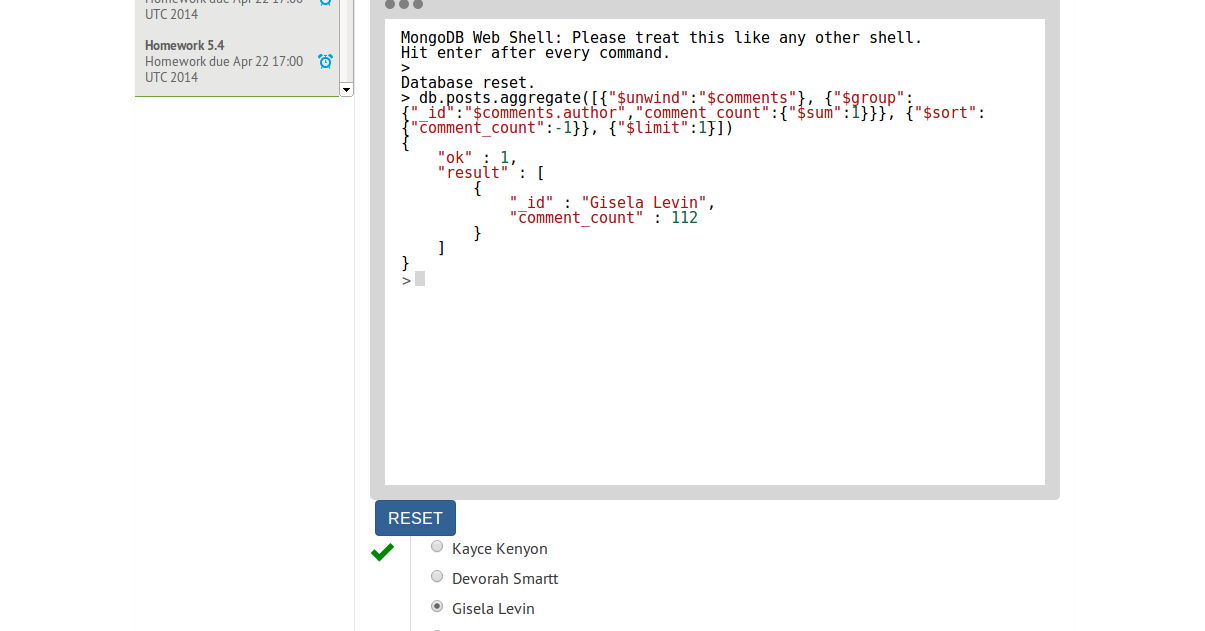 Homework due Apr 22 17:00
UTC 2014
Homework 5.4
Homework due Apr 22 17:00
UTC 2014
MongoDB Web Shell: Please treat this like any other shell.
Hit enter after every command.
>
Database reset.
> db.posts.aggregate([{"$unwind":"$comments"}, {"$group":
{"_id":"$comments.author","comment_count":{"$sum":1}}}, {"$sort":
{"comment_count":-1}}, {"$limit":1}])
{
    "ok" : 1,
    "result" : [
        {
            "_id" : "Gisela Levin",
            "comment_count" : 112
        }
    ]
}
>
RESET
Kayce Kenyon
Devorah Smartt
Gisela Levin